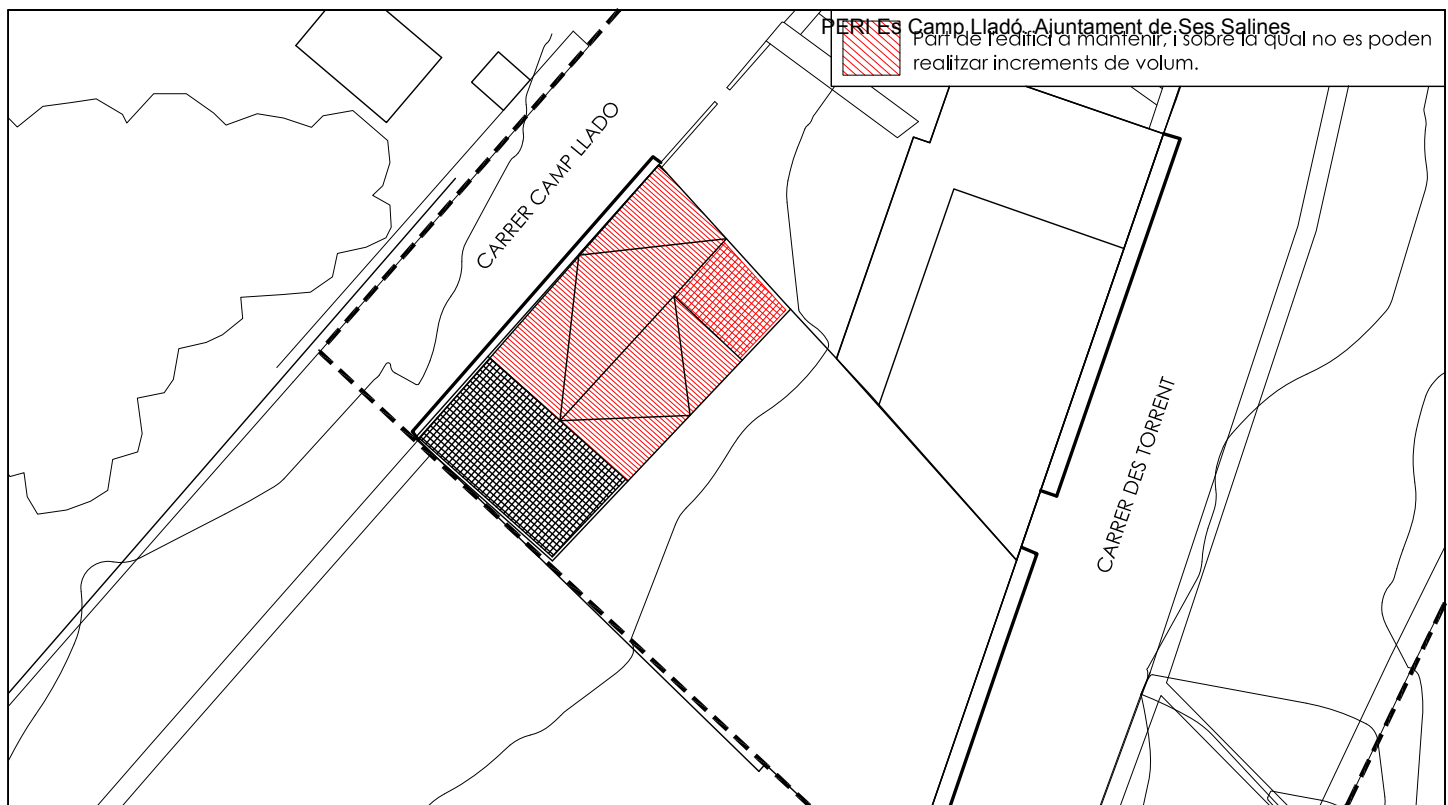 PERI Es Camp Lladó. Ajuntament de Ses Salines
Part de l'edifici a mantenir, i sobre la qual no es poden
realitzar increments de volum.
CARRER CAMP LLADO
CARRER DES TORRENT